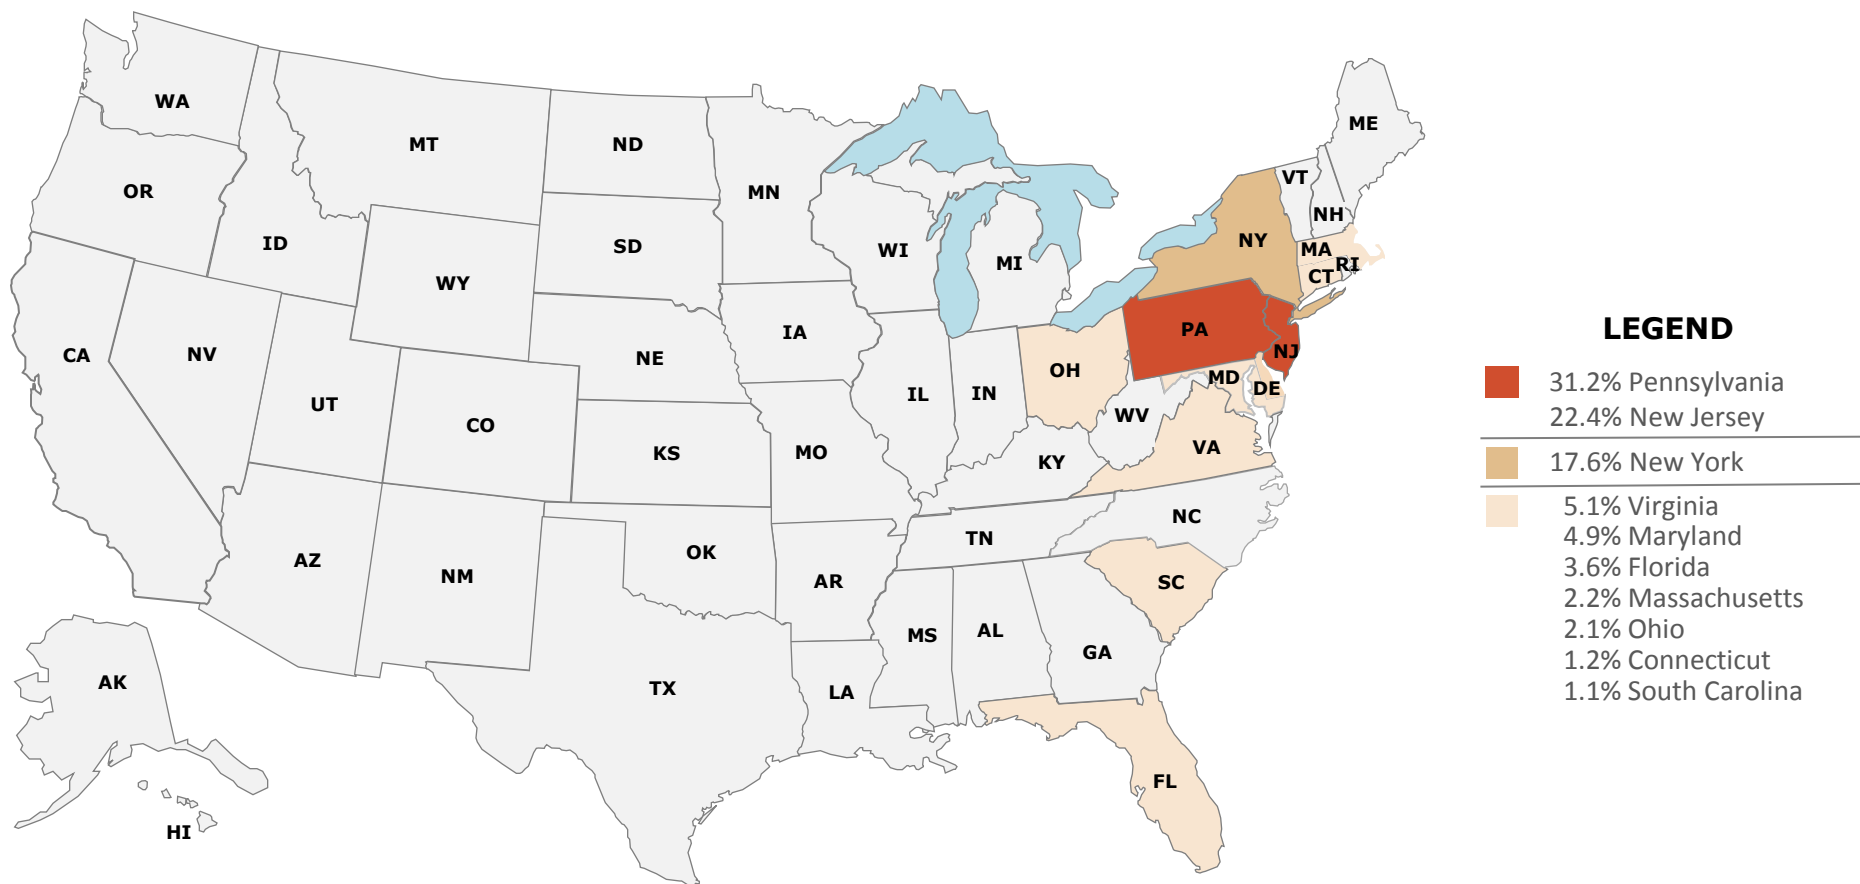 WA
ME
MT
ND
VT
OR
MN
NH
ID
SD
WI
NY
MA
MI
RI
CT
WY
IA
PA
LEGEND
CA
NV
NE
NJ
OH
MD
31.2% Pennsylvania
UT
IL
IN
DE
22.4% New Jersey
CO
WV
KS
MO
KY
VA
17.6% New York
5.1% Virginia
NC
4.9% Maryland
AZ
OK
TN
3.6% Florida
NM
AR
SC
2.2% Massachusetts
MS
AL
2.1% Ohio
GA
1.2% Connecticut
AK
TX
LA
1.1% South Carolina
FL
HI